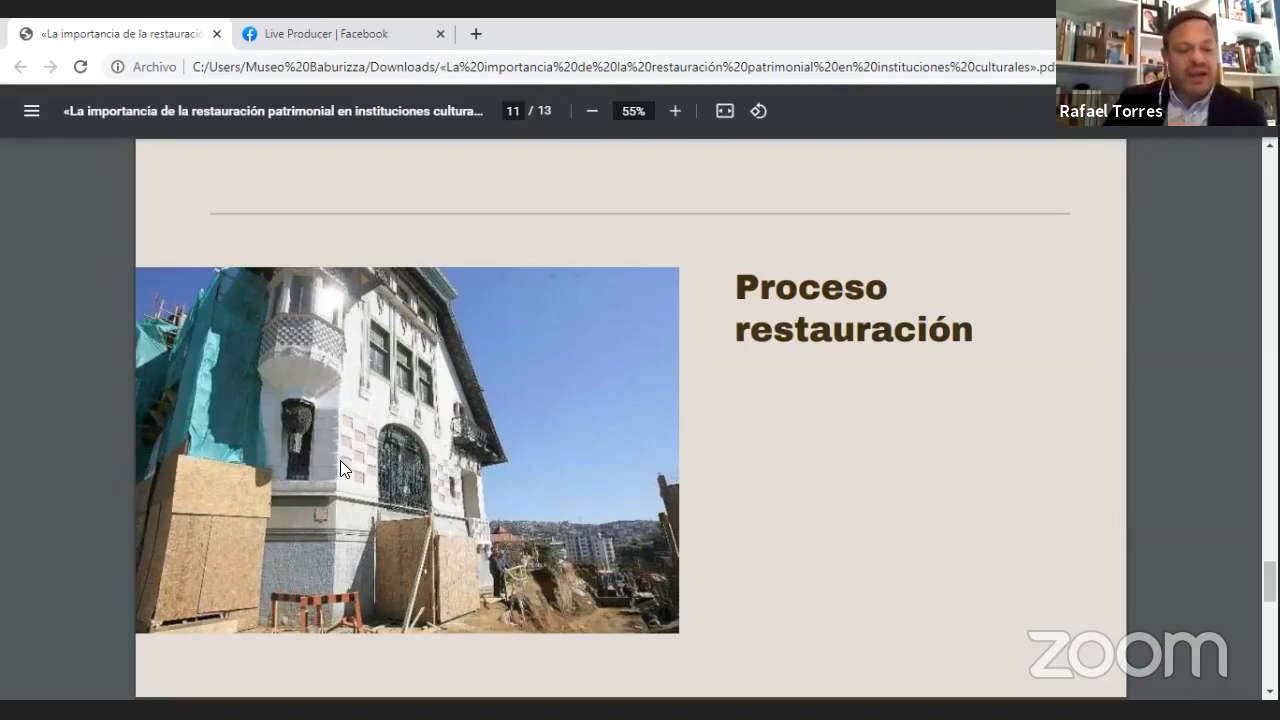 «La importancia de la restauració
Live Producer | Facebook
Archivo
C:/Users/Museo%20Baburizza/Downloads/«La%20importancia%20de%20la%20restauración%20patrimonial%20en%20instituciones%20culturales».pd
«La importancia de la restauración patrimonial en instituciones cultura...
11 / 13
55%
Rafael Torres
Proceso
restauración
zoom